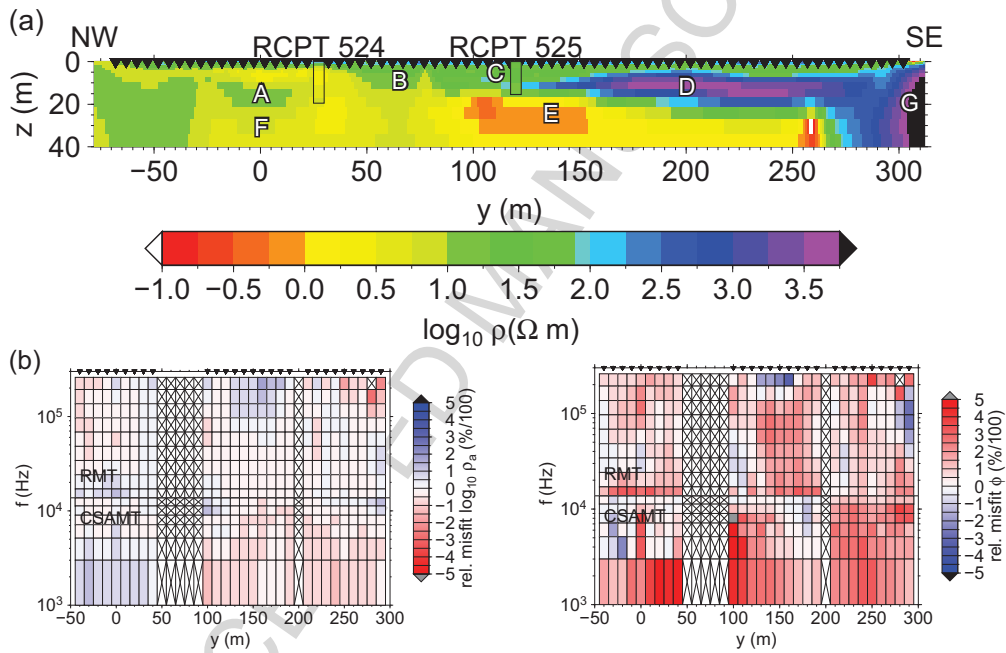 (a)
NW
RCPT 524
RCPT 525
SE
z (m)
0
20
40
A
B
C
D
E
F
G
−50 0 50 100 150 200 250 300
y (m)
−1.0 −0.5 0.0 0.5 1.0 1.5 2.0 2.5 3.0 3.5
log10 ρ(Ω m)
(b)
f (Hz)
10^5
10^4
10^3
RMT
CSAMT
−50 0 50 100 150 200 250 300
y (m)
5
4
3
2
1
0
−1
−2
−3
−4
−5
rel. misfit log10 ρa (%/100)
f (Hz)
10^5
10^4
10^3
RMT
CSAMT
−50 0 50 100 150 200 250 300
y (m)
5
4
3
2
1
0
−1
−2
−3
−4
−5
rel. misfit ϕ (%/100)